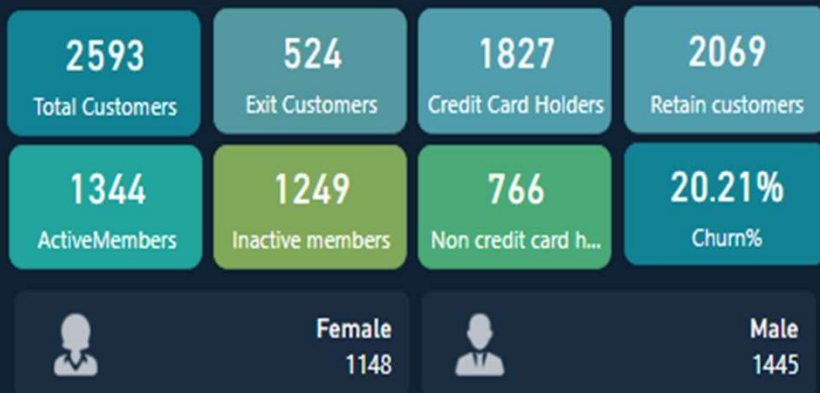 2593
Total Customers
524
Exit Customers
1827
Credit Card Holders
2069
Retain customers
1344
ActiveMembers
1249
Inactive members
766
Non credit card h...
20.21%
Churn%
Female
1148
Male
1445